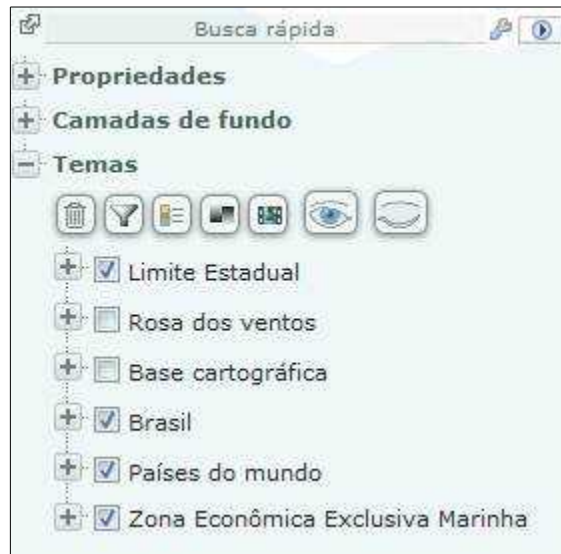 Busca rápida
Propriedades
Camadas de fundo
Temas
Limite Estadual
Rosa dos ventos
Base cartográfica
Brasil
Países do mundo
Zona Econômica Exclusiva Marinha